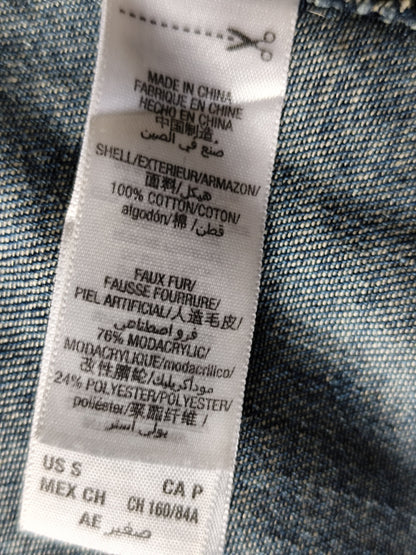 MADE IN CHINA
FABRIQUE EN CHINE
HECHO EN CHINA
中国制造,
صنع في الصين
SHELL/EXTERIEUR/ARMAZON/
面料/هيكل/
100% COTTON/COTON/
algodón/棉 /قطن/
FAUX FUR/
FAUSSE FOURRURE/
PIEL ARTIFICIAL/人造毛皮/
فرو اصطناعي
76% MODACRYLIC/
MODACRYLIQUE/modacrílico/
改性腈纶/موداكريليك/
24% POLYESTER/POLYESTER/
poliéster/聚酯纤维 /
بولي أستر
US S CA P
MEX CH CH 160/84A
AE صغير